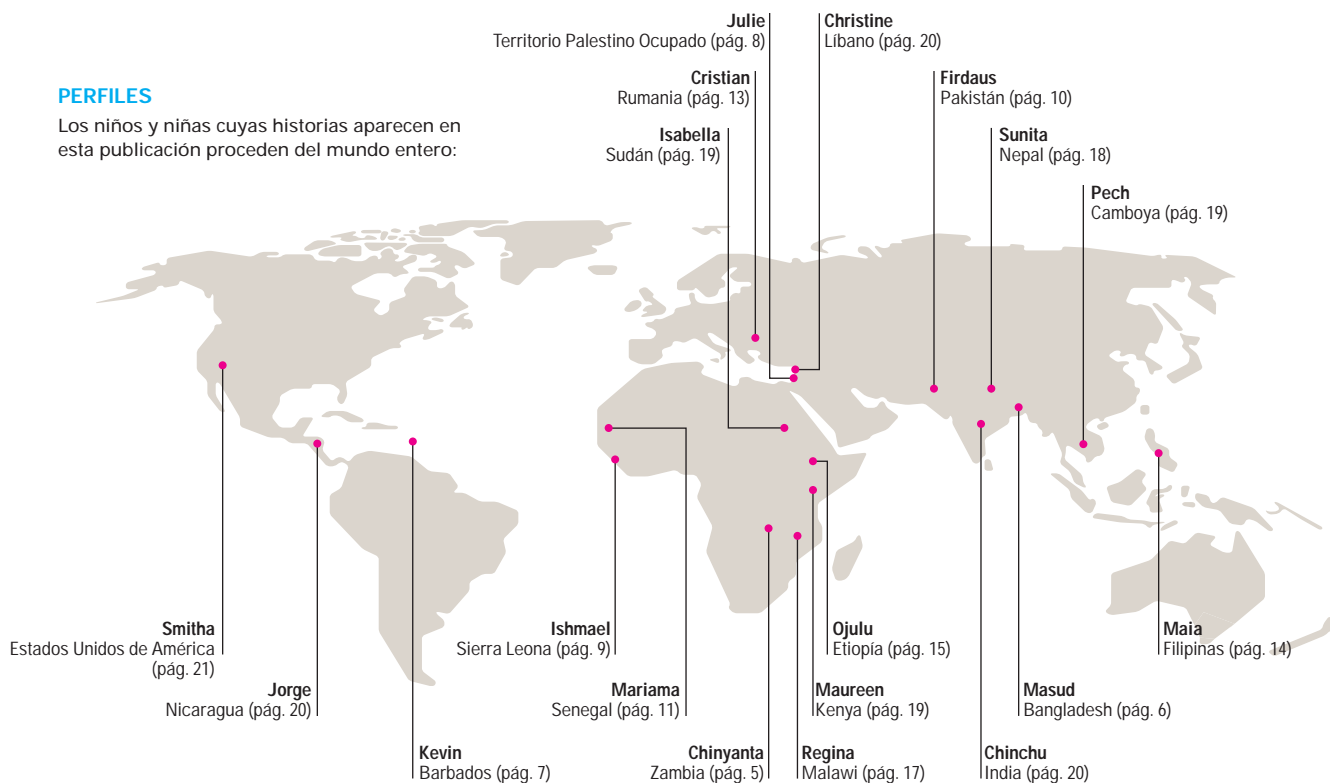 Julie
Territorio Palestino Ocupado (pág. 8)
Christine
Líbano (pág. 20)
Cristian
Rumania (pág. 13)
Firdaus
Pakistán (pág. 10)
PERFILES
Los niños y niñas cuyas historias aparecen en
esta publicación proceden del mundo entero:
Isabella
Sudán (pág. 19)
Sunita
Nepal (pág. 18)
Pech
Camboya (pág. 19)
Smitha
Estados Unidos de América
(pág. 21)
Ishmael
Sierra Leona (pág. 9)
Ojulu
Etiopía (pág. 15)
Maia
Filipinas (pág. 14)
Jorge
Nicaragua (pág. 20)
Mariama
Senegal (pág. 11)
Maureen
Kenya (pág. 19)
Masud
Bangladesh (pág. 6)
Kevin
Barbados (pág. 7)
Chinyanta
Zambia (pág. 5)
Regina
Malawi (pág. 17)
Chinchu
India (pág. 20)